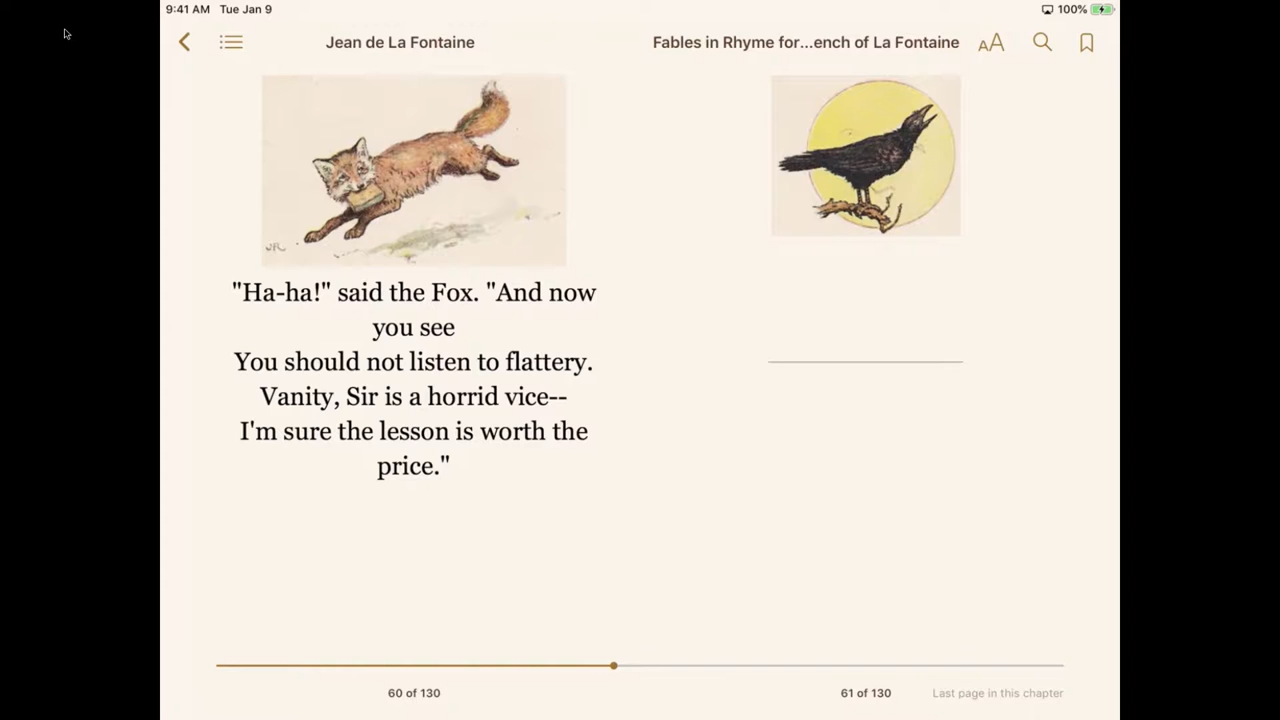 9:41 AM Tue Jan 9
100%
Jean de La Fontaine
Fables in Rhyme for...ench of La Fontaine
AA
JR
"Ha-ha!" said the Fox. "And now
you see
You should not listen to flattery.
Vanity, Sir is a horrid vice--
I'm sure the lesson is worth the
price."
60 of 130
61 of 130
Last page in this chapter